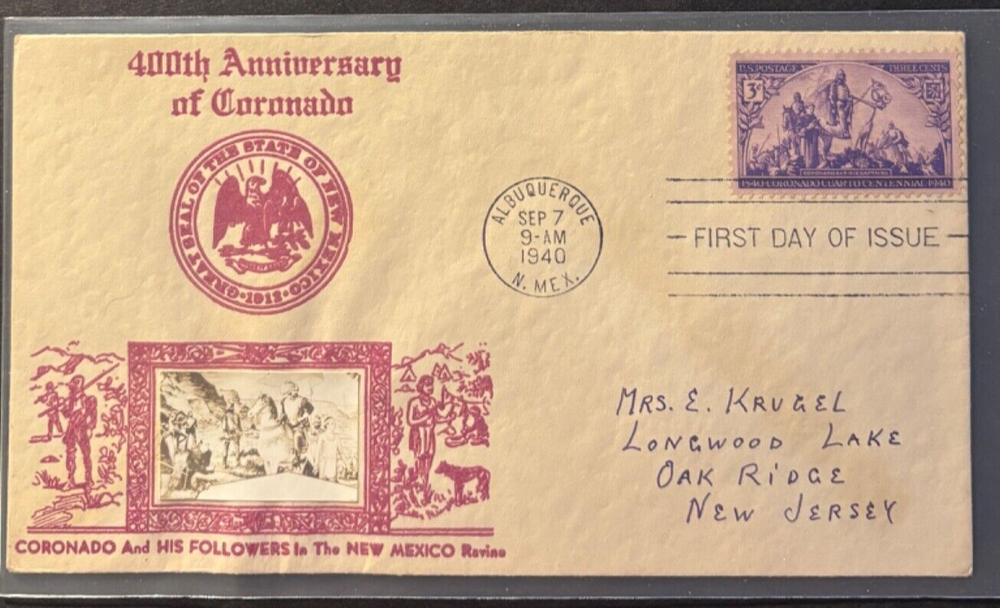 400th Anniversary
of Coronado
GREAT SEAL OF THE STATE OF NEW MEXICO
·1912·
U.S. POSTAGE THREE CENTS
3¢ 3¢
CORONADO AND HIS CAPTAINS
1540·CORONADO CUARTO CENTENNIAL·1940
ALBUQUERQUE
SEP 7
9-AM
1940
N. MEX.
FIRST DAY OF ISSUE
MRS. E. KRUGEL
LONGWOOD LAKE
OAK RIDGE
NEW JERSEY
CORONADO And HIS FOLLOWERS In The NEW MEXICO Ravine